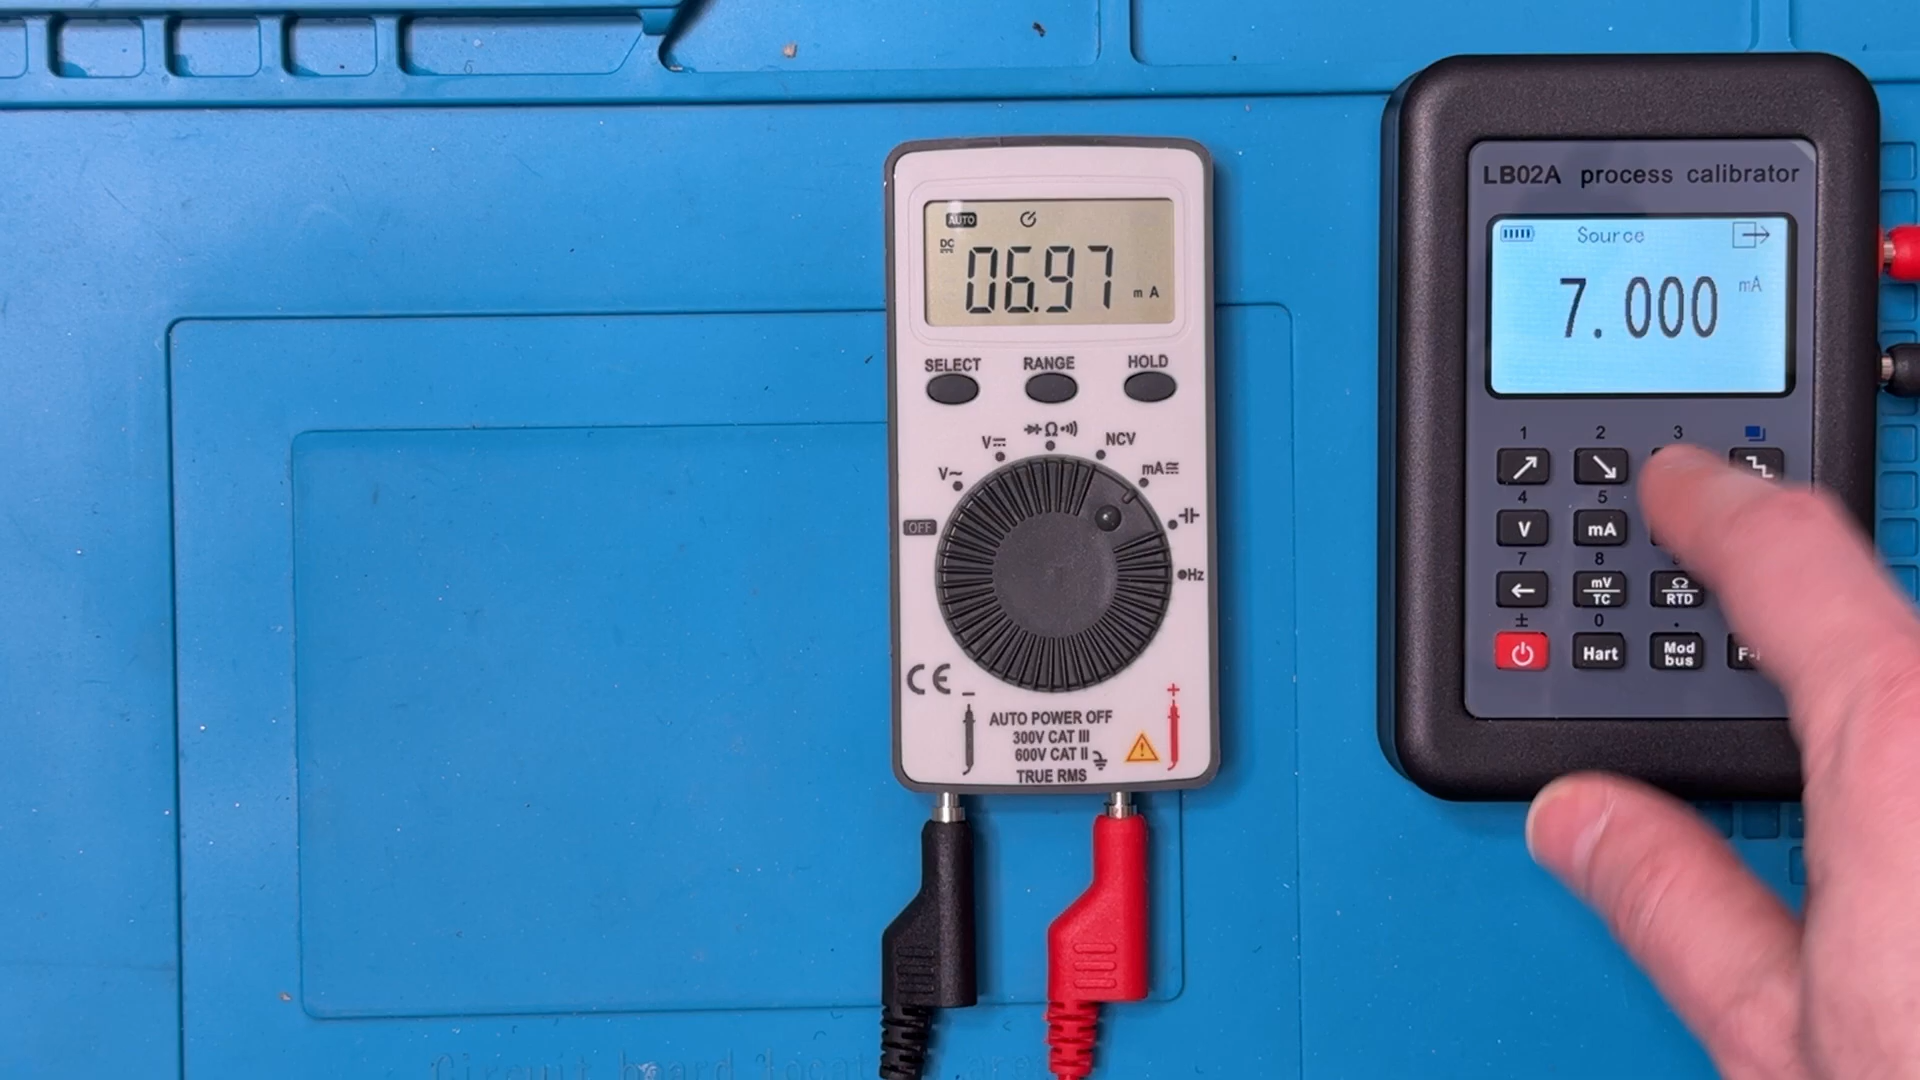 AUTO
DC
06.97 mA
SELECT RANGE HOLD
V⎓ Ω NCV
V~ mA
OFF
Hz
CE
− +
AUTO POWER OFF
300V CAT III
600V CAT II
TRUE RMS
LB02A process calibrator
Source
7.000 mA
1 2 3
4 5
V mA
7 8
← mV/TC Ω/RTD
± 0 .
Hart Mod bus
Circuit board